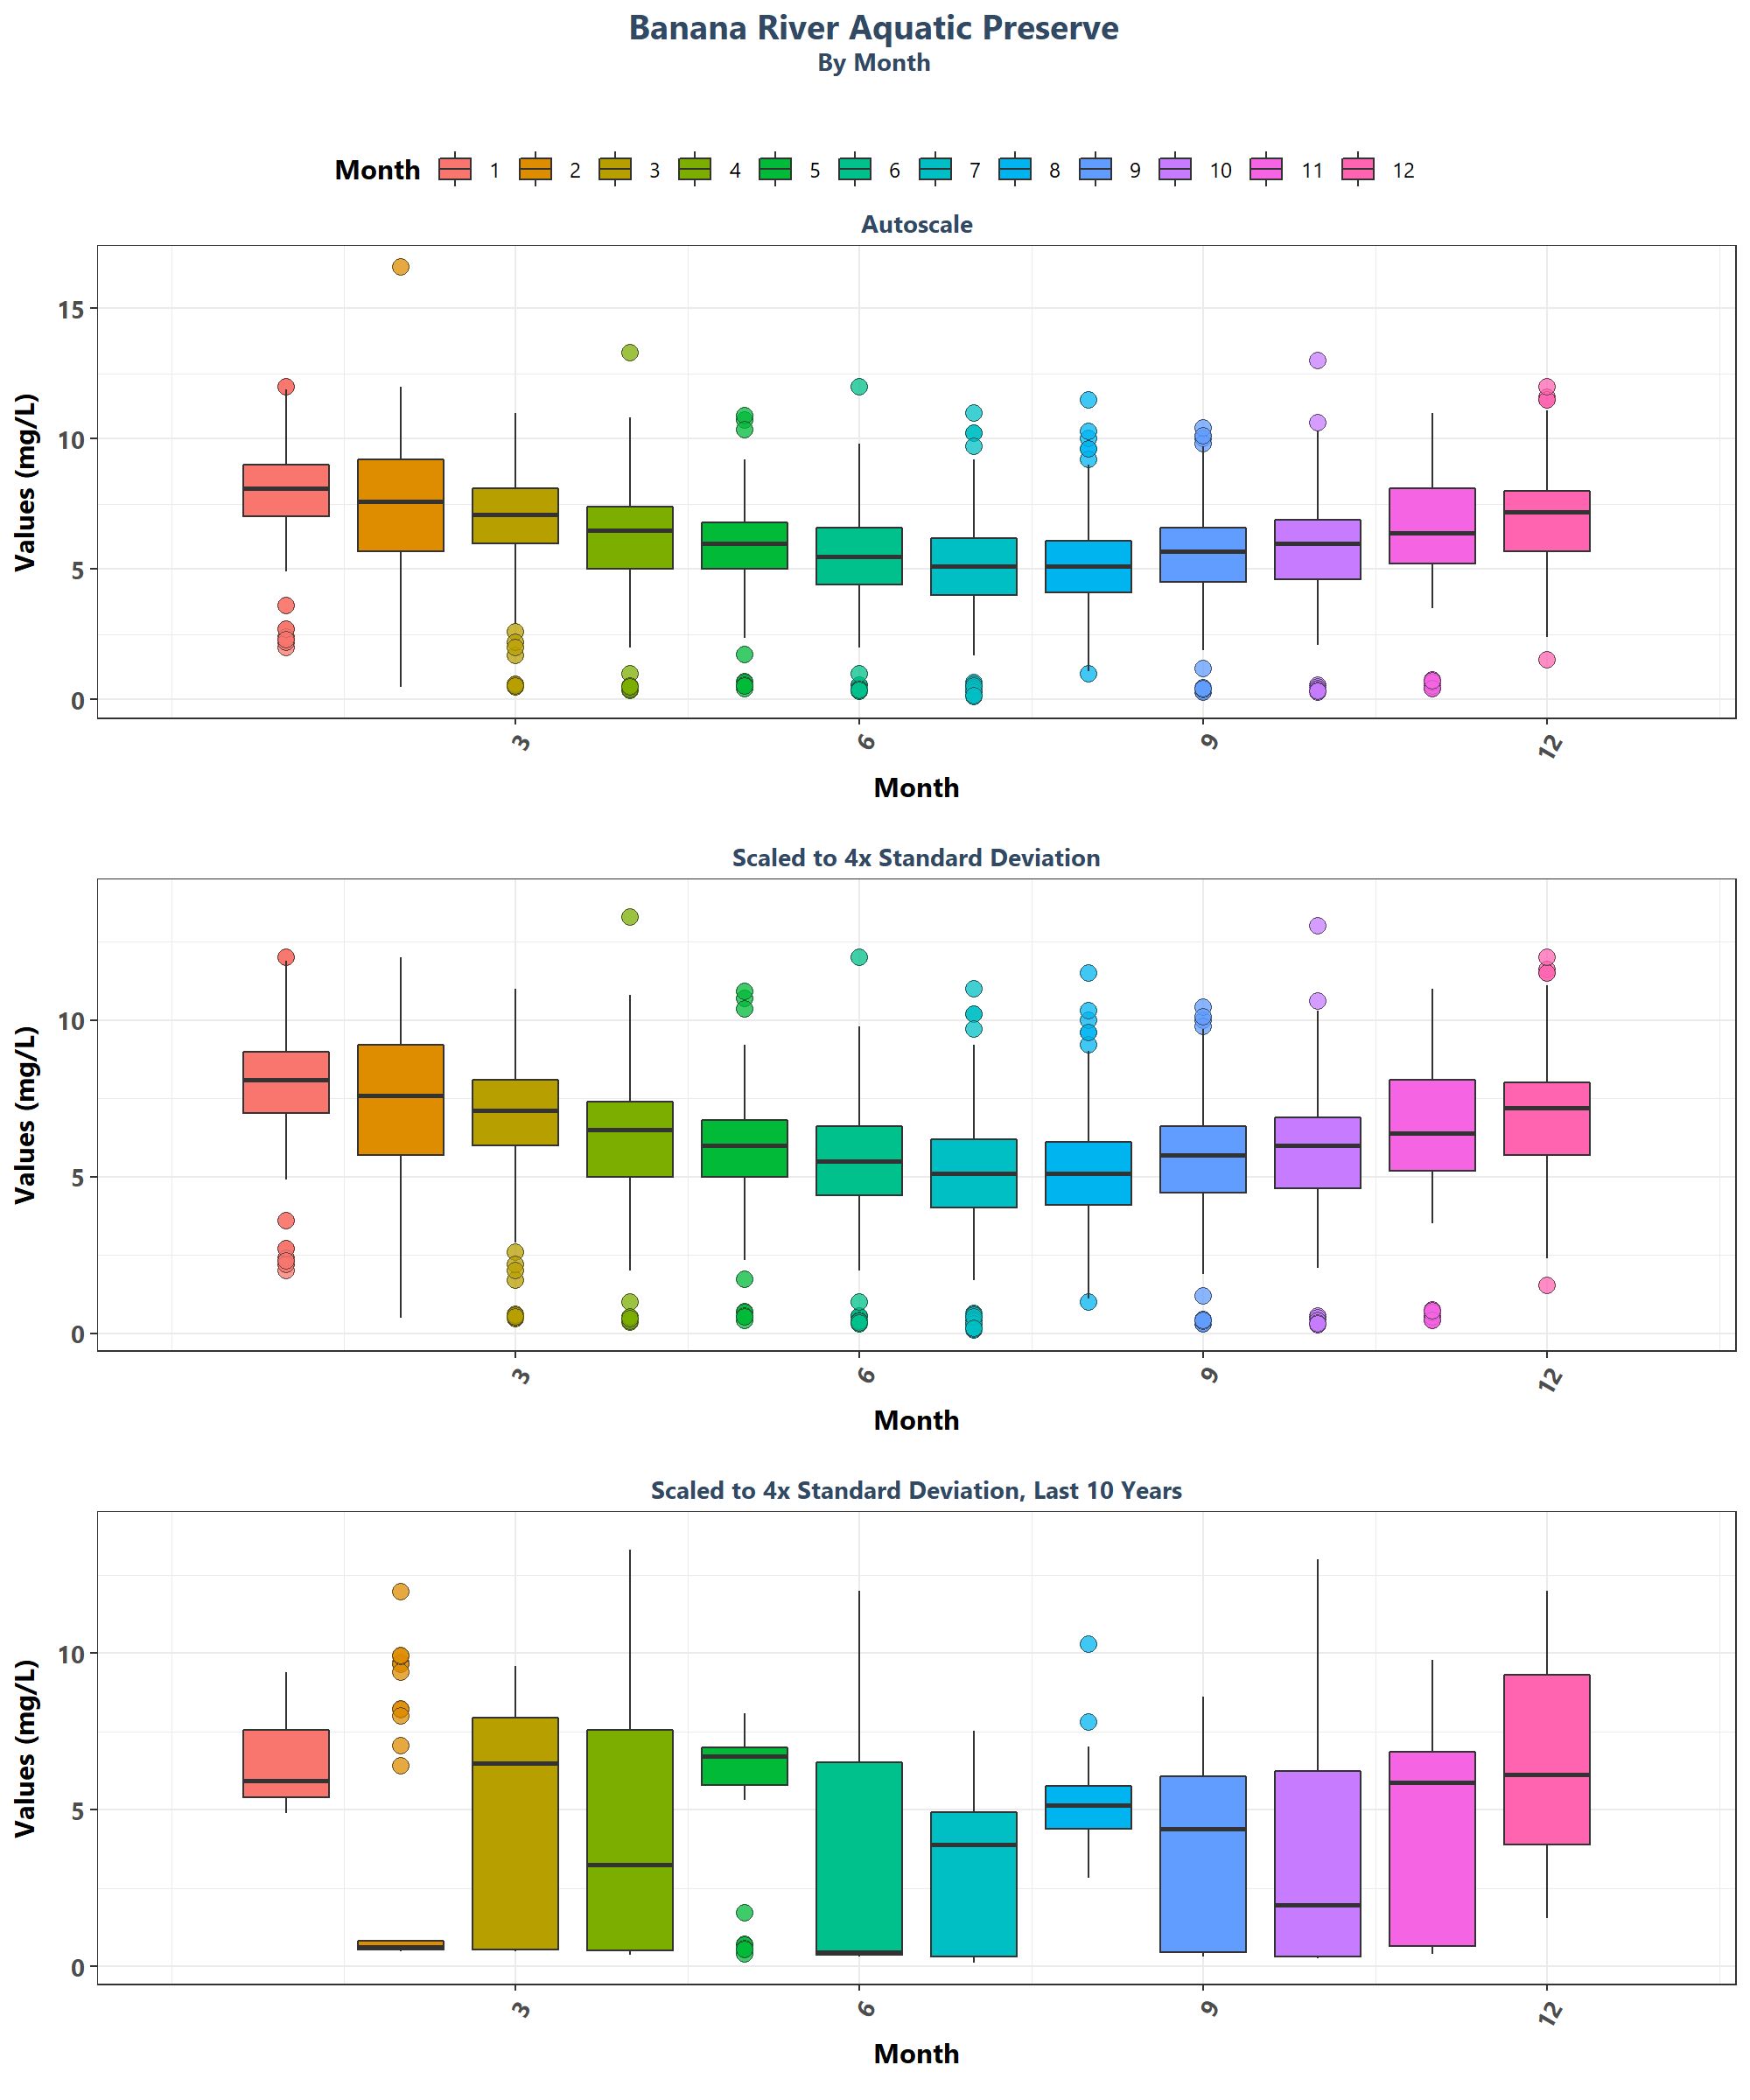 Banana River Aquatic Preserve
By Month
Month 1 2 3 4 5 6 7 8 9 10 11 12
Autoscale
Values (mg/L)
15
10
5
0
3 6 9 12
Month
Scaled to 4x Standard Deviation
Values (mg/L)
10
5
0
3 6 9 12
Month
Scaled to 4x Standard Deviation, Last 10 Years
Values (mg/L)
10
5
0
3 6 9 12
Month